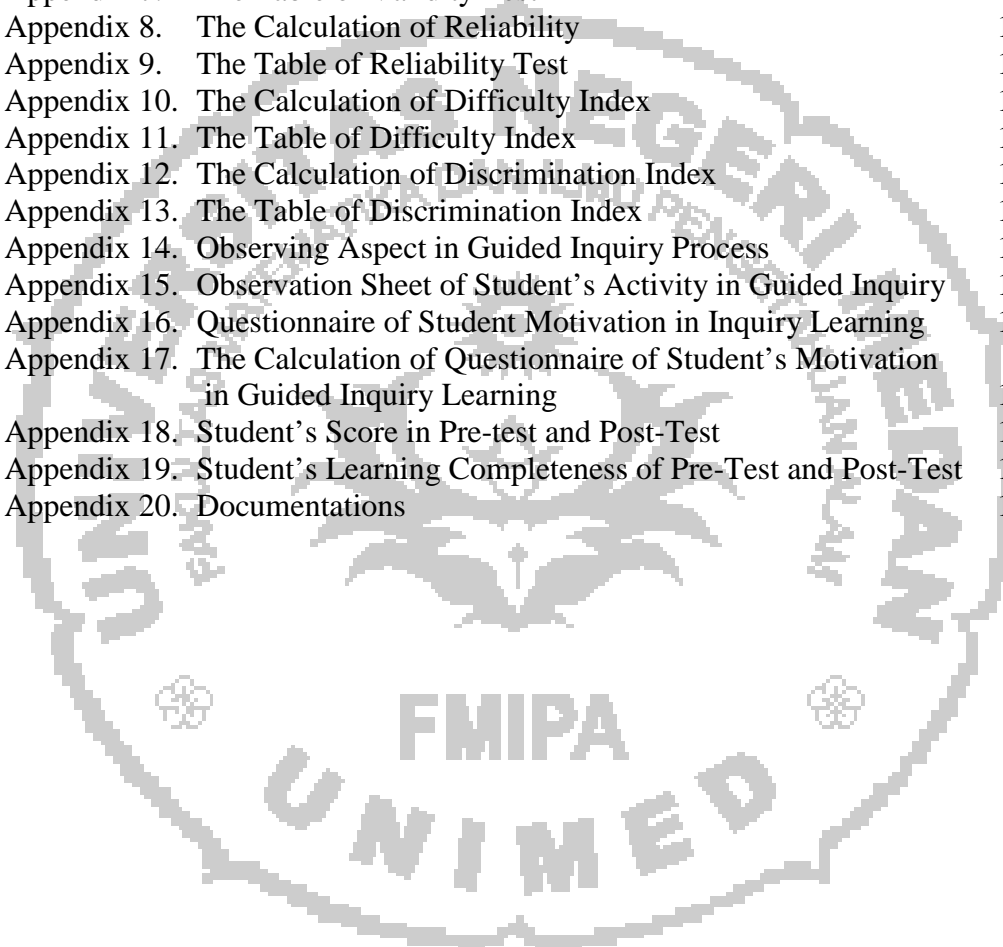 Appendix 8. The Calculation of Reliability
Appendix 9. The Table of Reliability Test
Appendix 10. The Calculation of Difficulty Index
Appendix 11. The Table of Difficulty Index
Appendix 12. The Calculation of Discrimination Index
Appendix 13. The Table of Discrimination Index
Appendix 14. Observing Aspect in Guided Inquiry Process
Appendix 15. Observation Sheet of Student's Activity in Guided Inquiry
Appendix 16. Questionnaire of Student Motivation in Inquiry Learning
Appendix 17. The Calculation of Questionnaire of Student's Motivation
in Guided Inquiry Learning
Appendix 18. Student's Score in Pre-test and Post-Test
Appendix 19. Student's Learning Completeness of Pre-Test and Post-Test
Appendix 20. Documentations
UNIVERSITAS NEGERI MEDAN
FMIPA
UNIMED